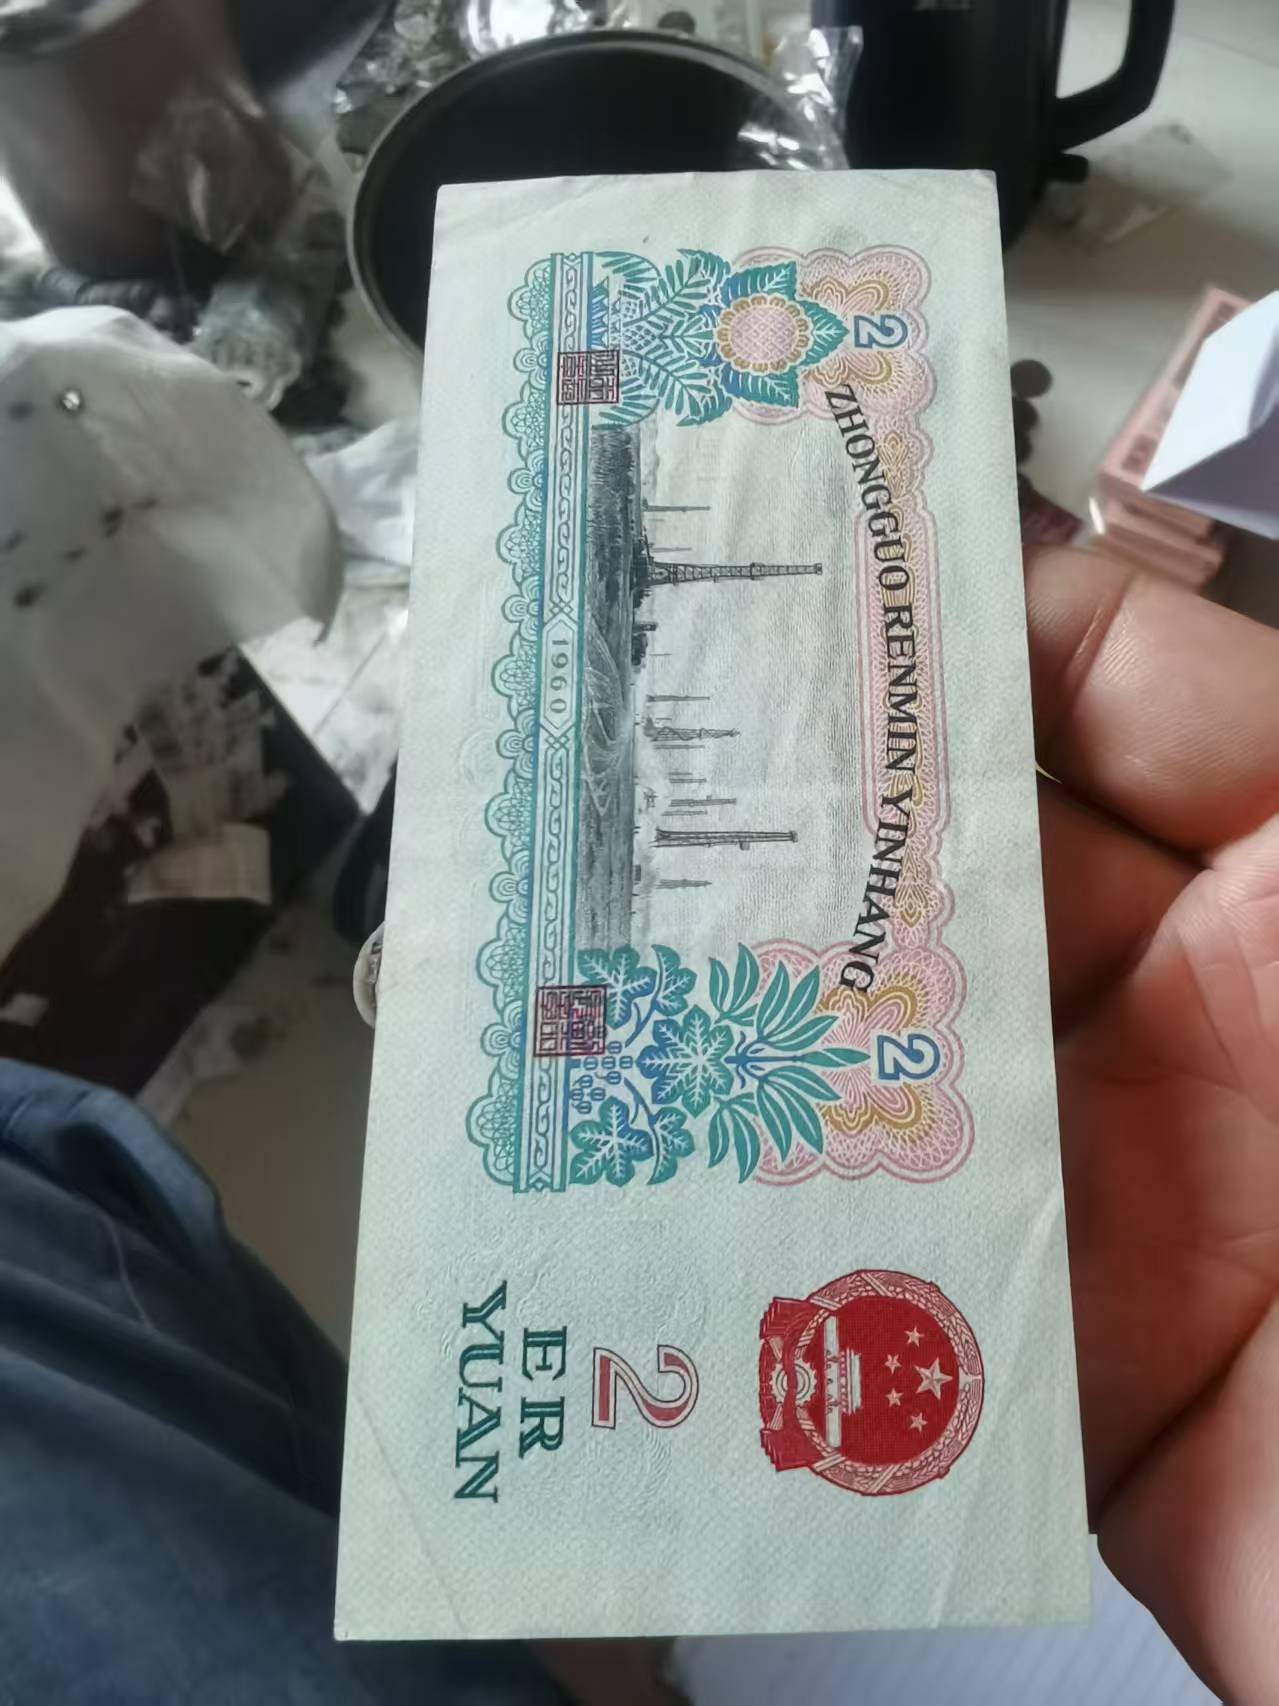 ZHONGGUO RENMIN YINHANG
2
2
1960
2
ER
YUAN